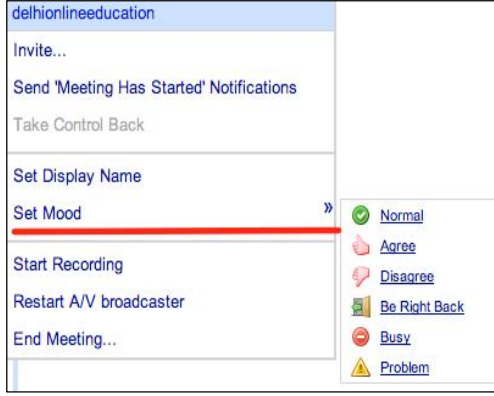 delhionlineeducation
Invite...
Send 'Meeting Has Started' Notifications
Take Control Back
Set Display Name
Set Mood »
Normal
Agree
Disagree
Be Right Back
Busy
Problem
Start Recording
Restart A/V broadcaster
End Meeting...